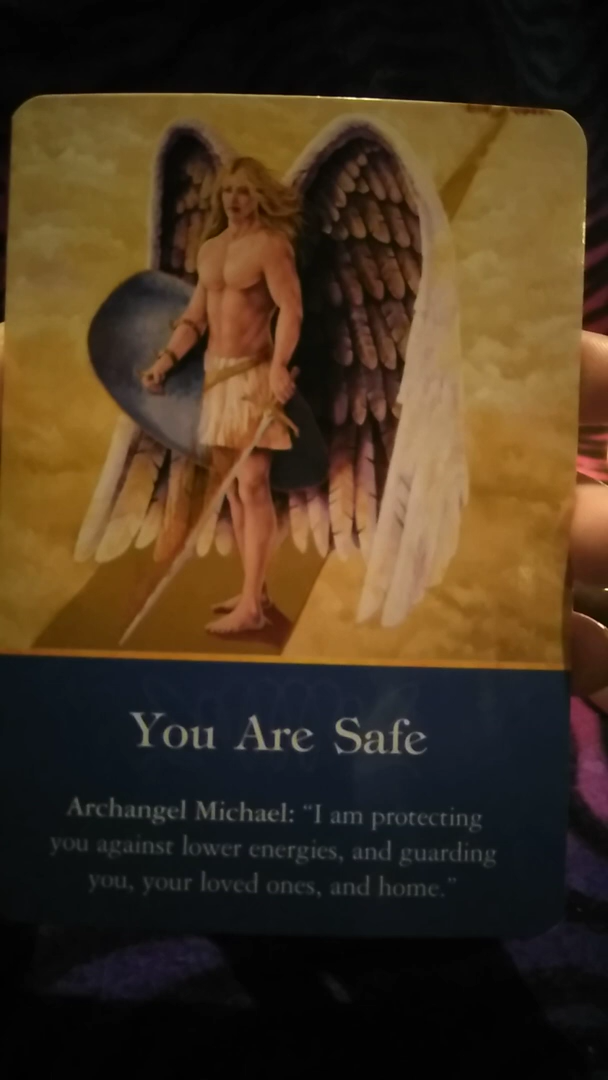 You Are Safe
Archangel Michael: “I am protecting
you against lower energies, and guarding
you, your loved ones, and home.”